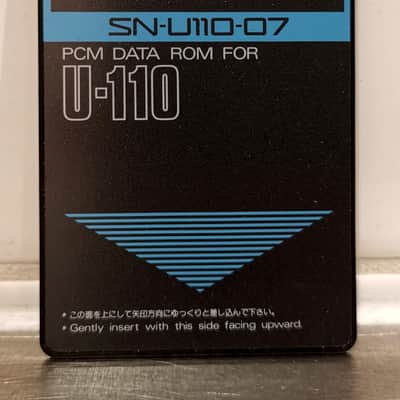 SN-U110-07
PCM DATA ROM FOR
U-110
* この面を上にして矢印方向にゆっくりと差し込んで下さい。
* Gently insert with this side facing upward.